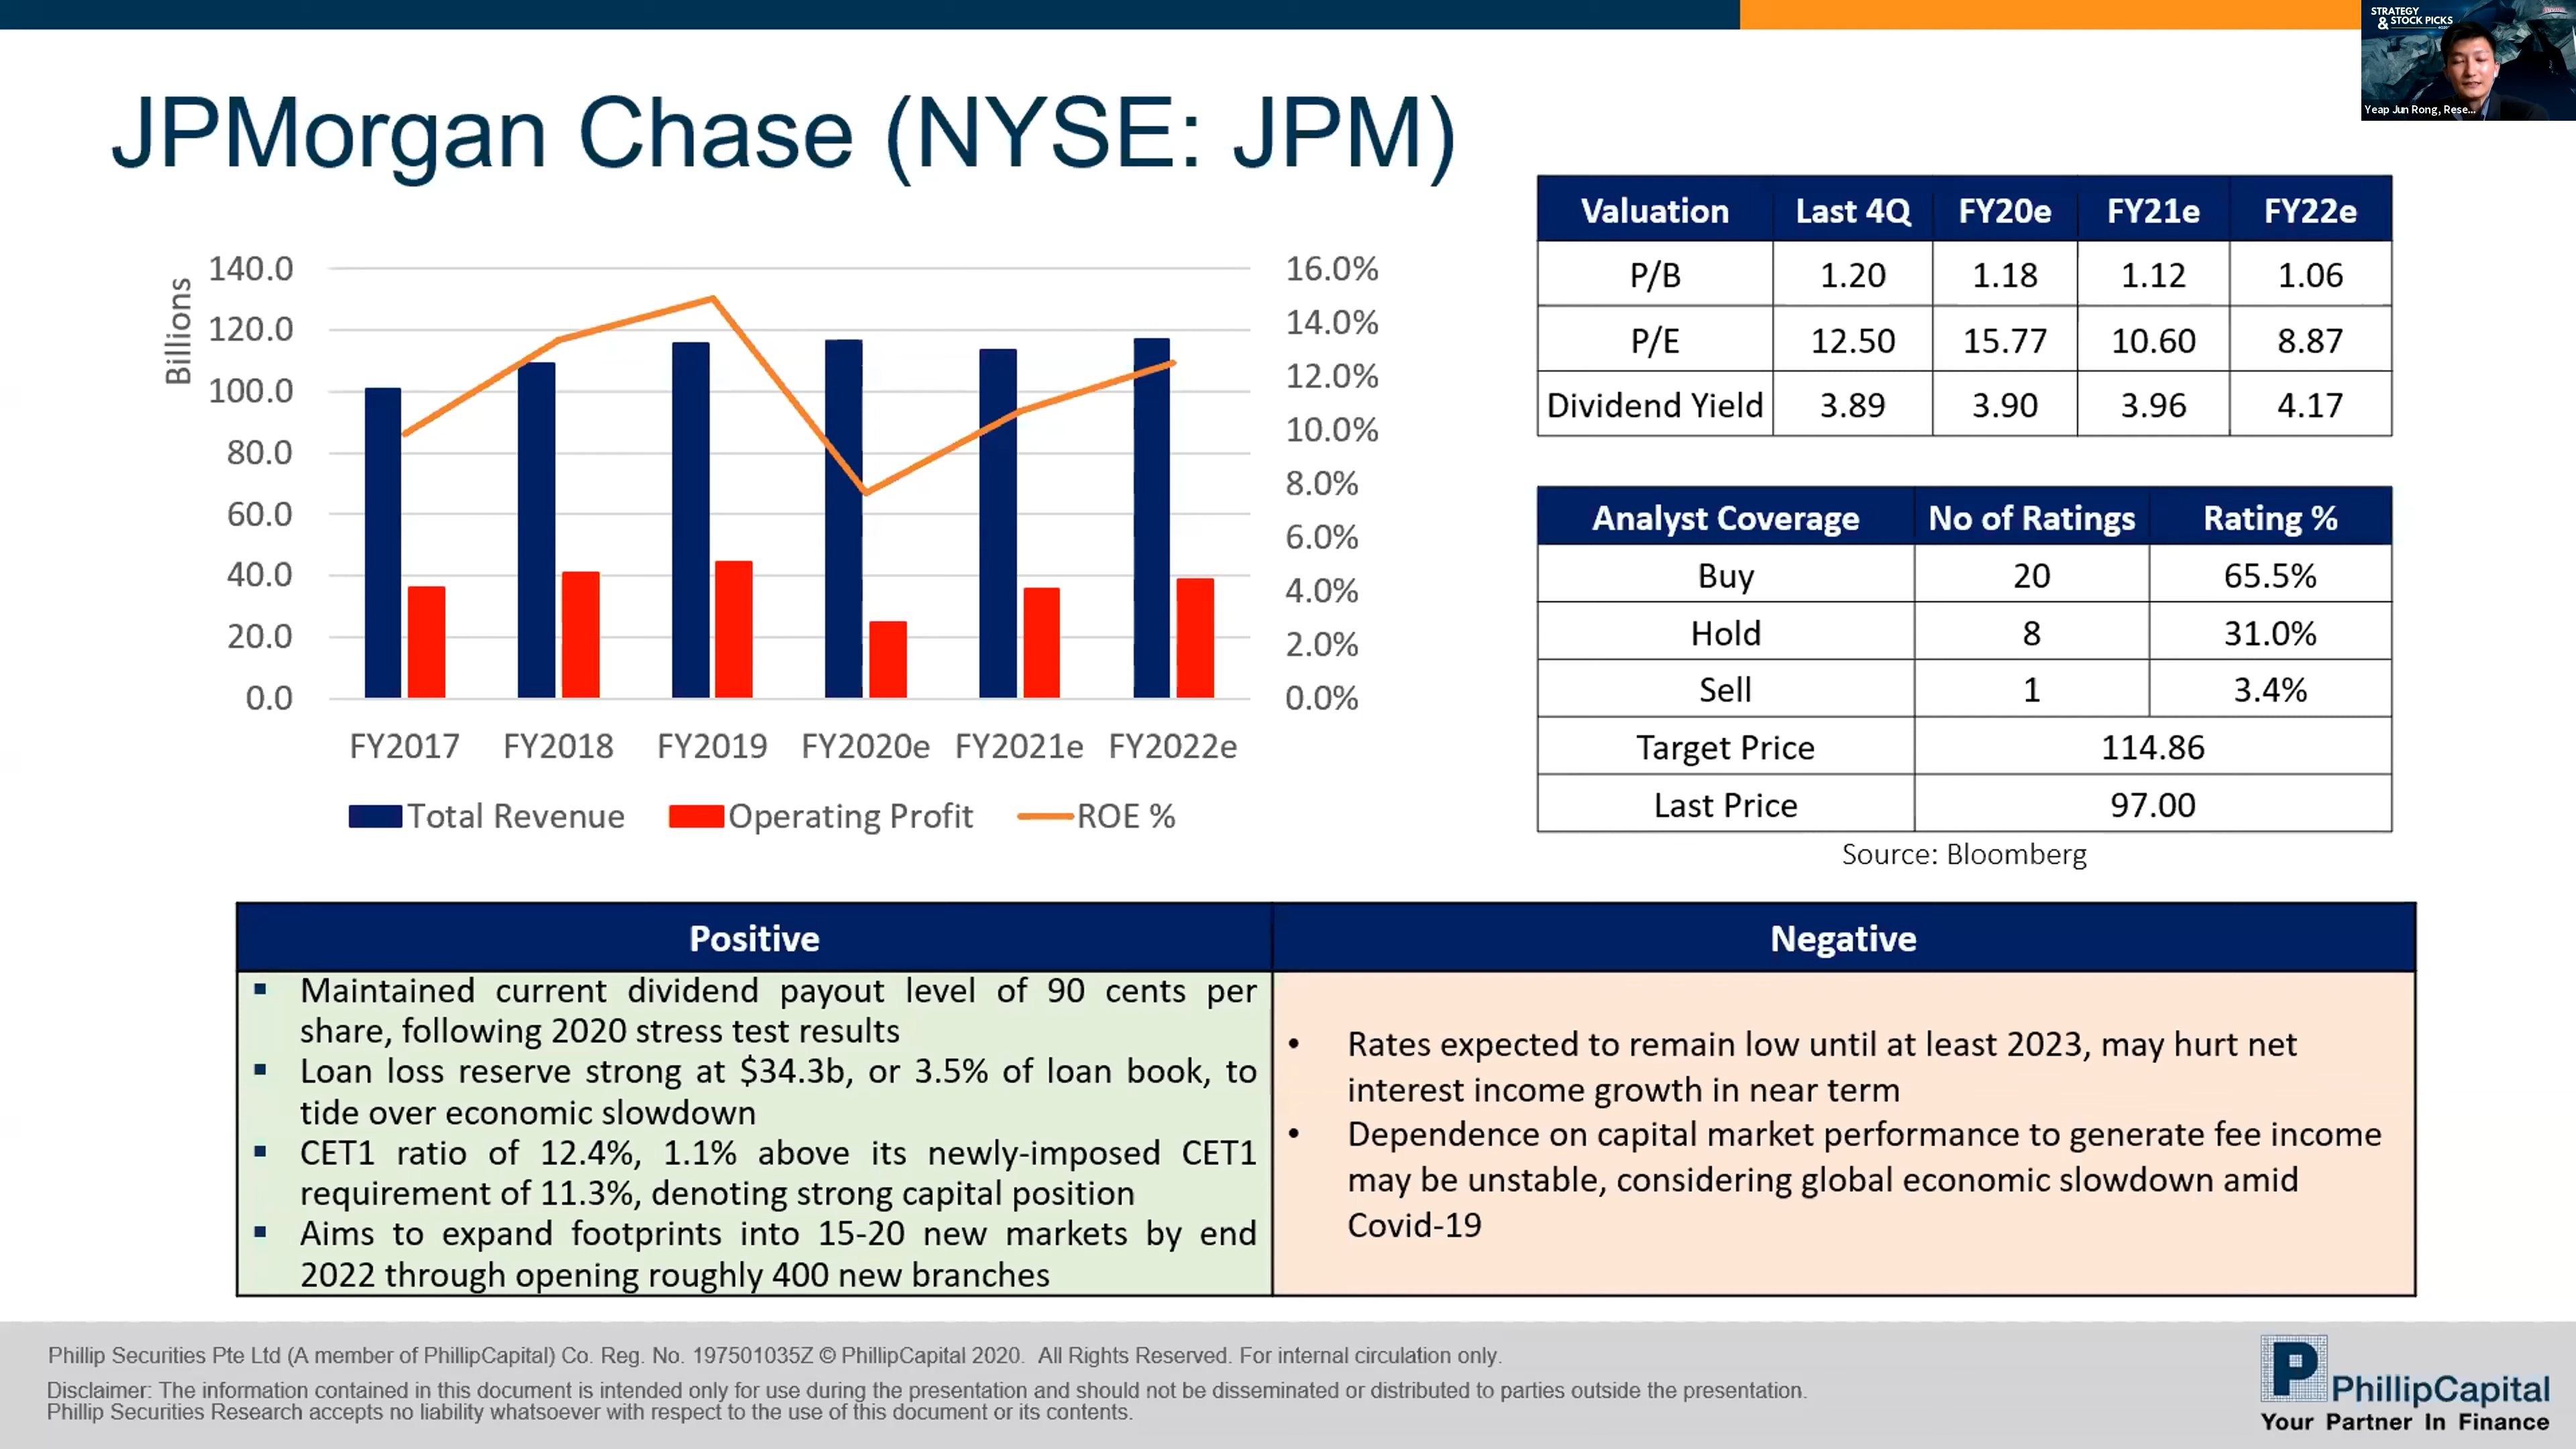 STRATEGY
& STOCK PICKS
Yeap Jun Rong, Rese...
JPMorgan Chase (NYSE: JPM)
Billions
140.0
120.0
100.0
80.0
60.0
40.0
20.0
0.0
16.0%
14.0%
12.0%
10.0%
8.0%
6.0%
4.0%
2.0%
0.0%
FY2017 FY2018 FY2019 FY2020e FY2021e FY2022e
Total Revenue Operating Profit ROE %
Valuation Last 4Q FY20e FY21e FY22e
P/B 1.20 1.18 1.12 1.06
P/E 12.50 15.77 10.60 8.87
Dividend Yield 3.89 3.90 3.96 4.17
Analyst Coverage No of Ratings Rating %
Buy 20 65.5%
Hold 8 31.0%
Sell 1 3.4%
Target Price 114.86
Last Price 97.00
Source: Bloomberg
Positive
▪ Maintained current dividend payout level of 90 cents per
share, following 2020 stress test results
▪ Loan loss reserve strong at $34.3b, or 3.5% of loan book, to
tide over economic slowdown
▪ CET1 ratio of 12.4%, 1.1% above its newly-imposed CET1
requirement of 11.3%, denoting strong capital position
▪ Aims to expand footprints into 15-20 new markets by end
2022 through opening roughly 400 new branches
Negative
• Rates expected to remain low until at least 2023, may hurt net
interest income growth in near term
• Dependence on capital market performance to generate fee income
may be unstable, considering global economic slowdown amid
Covid-19
Phillip Securities Pte Ltd (A member of PhillipCapital) Co. Reg. No. 197501035Z © PhillipCapital 2020. All Rights Reserved. For internal circulation only.
Disclaimer: The information contained in this document is intended only for use during the presentation and should not be disseminated or distributed to parties outside the presentation.
Phillip Securities Research accepts no liability whatsoever with respect to the use of this document or its contents.
P
PhillipCapital
Your Partner In Finance